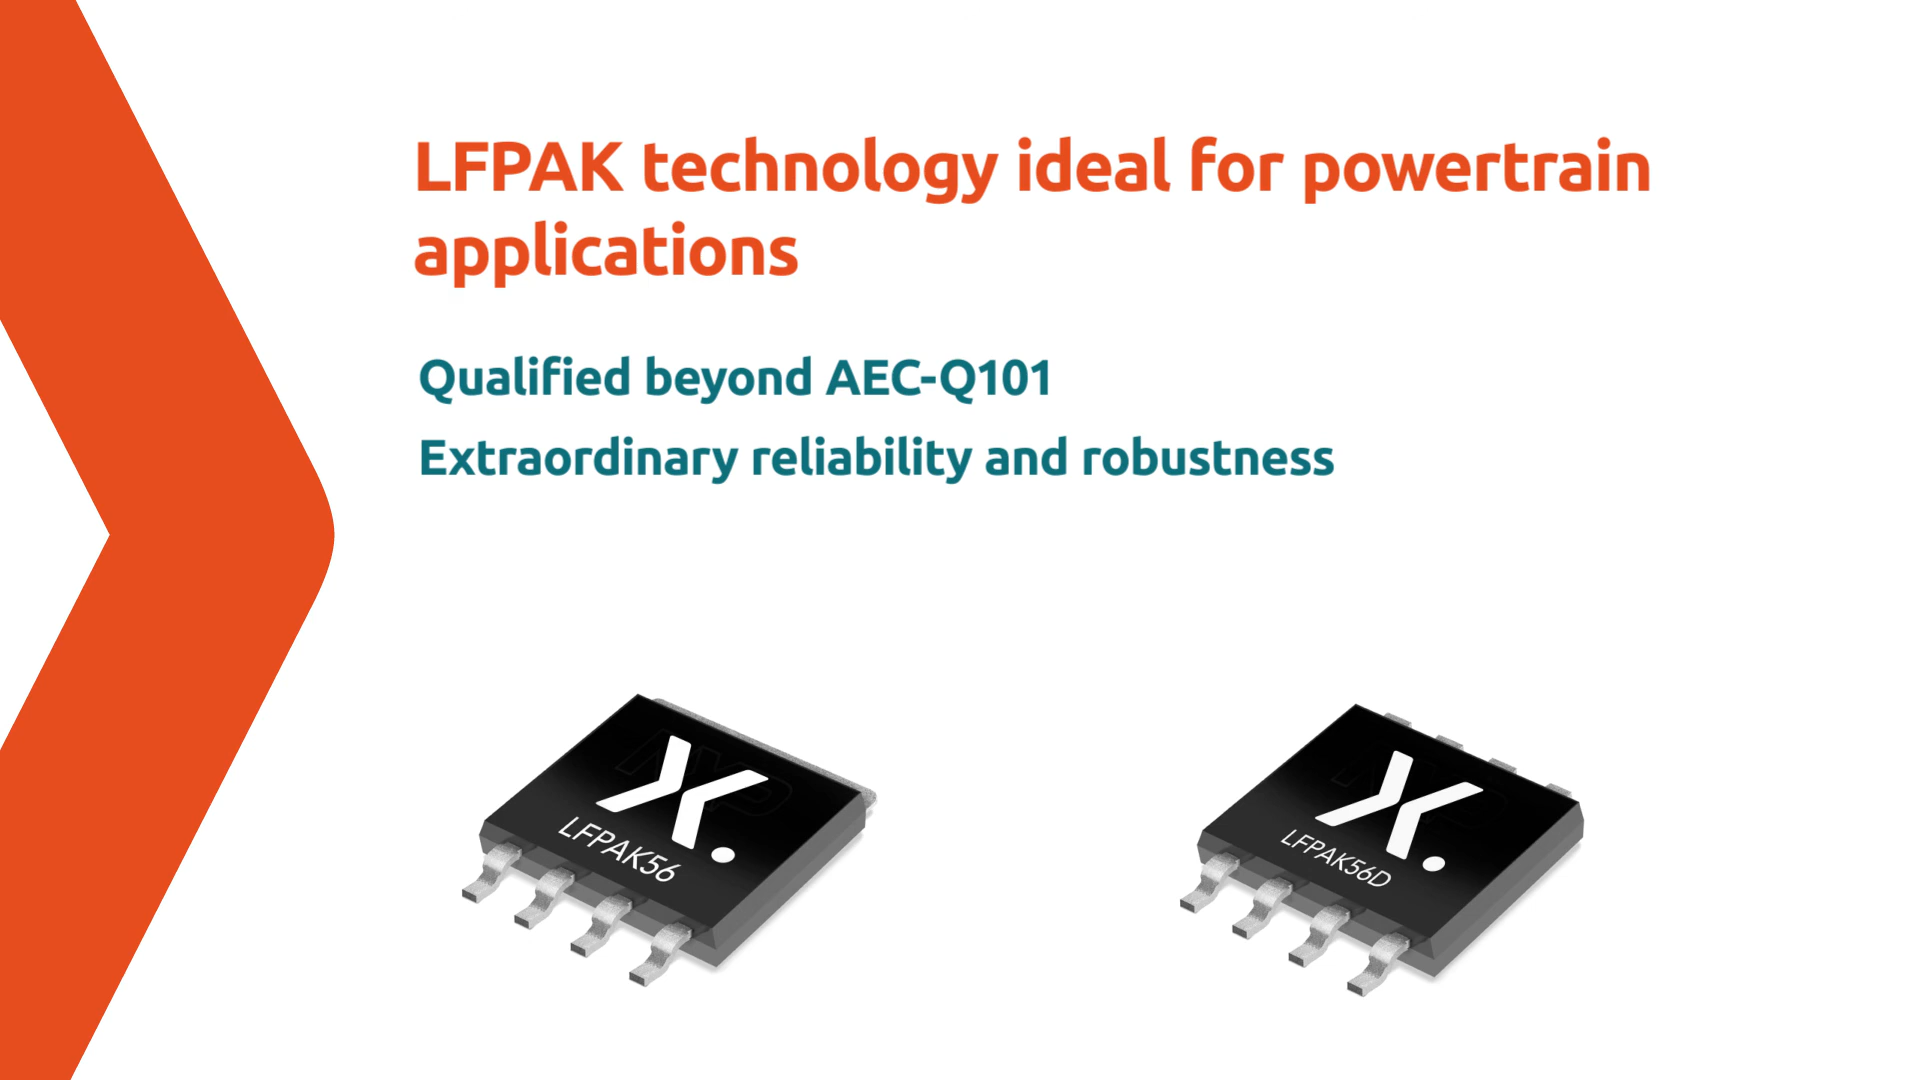 LFPAK technology ideal for powertrain
applications
Qualified beyond AEC-Q101
Extraordinary reliability and robustness
LFPAK56
LFPAK56D